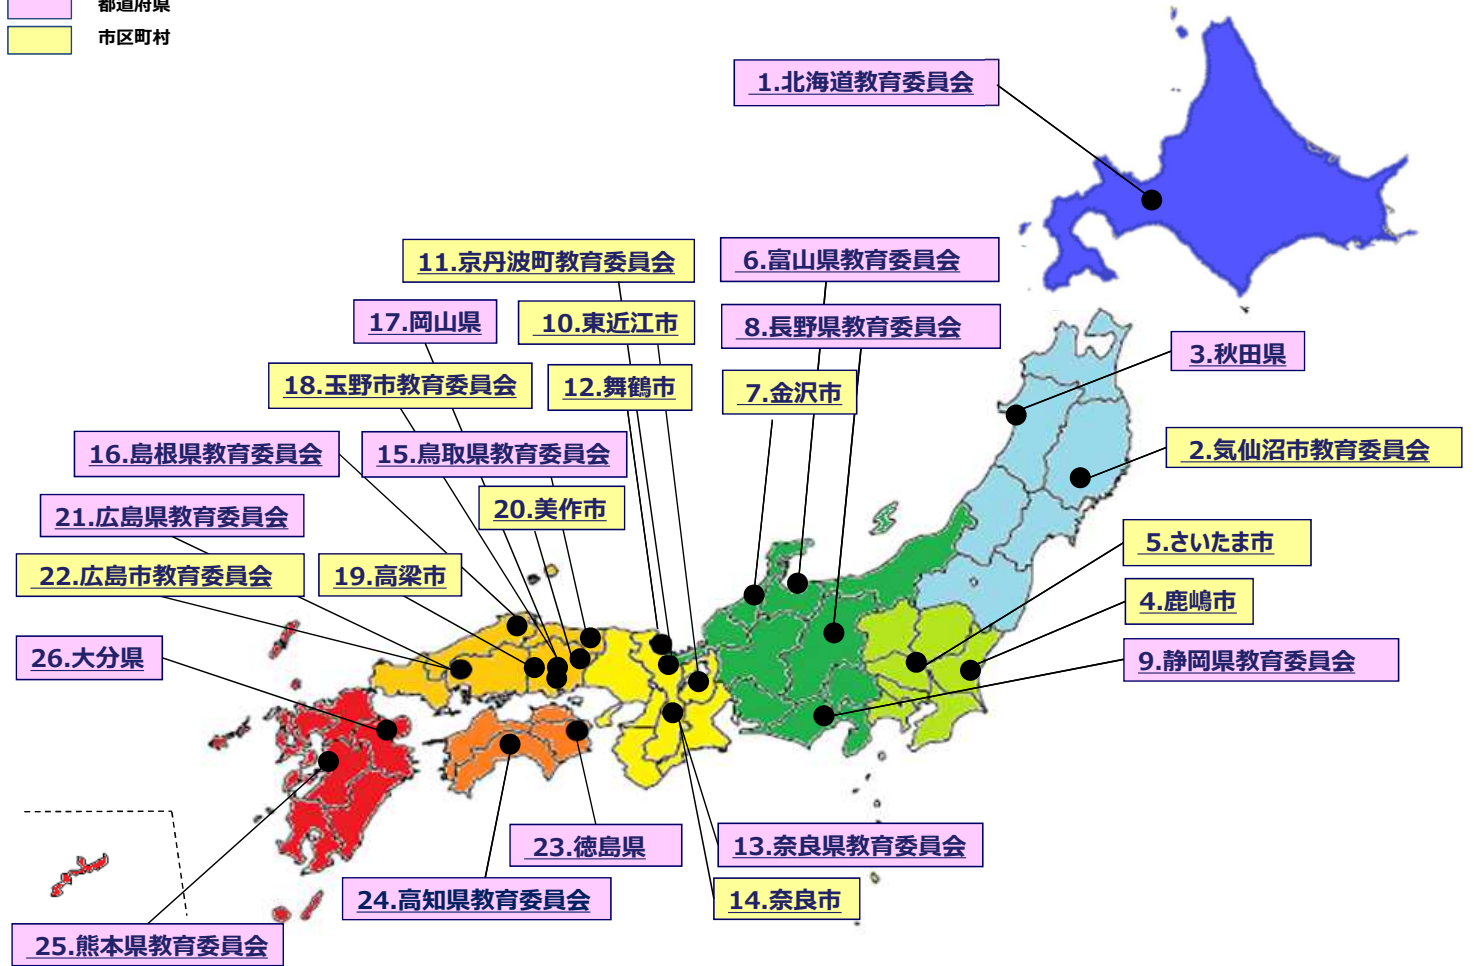 都道府県
市区町村
1.北海道教育委員会
11.京丹波町教育委員会
6.富山県教育委員会
17.岡山県
10.東近江市
8.長野県教育委員会
3.秋田県
18.玉野市教育委員会
12.舞鶴市
7.金沢市
16.島根県教育委員会
15.鳥取県教育委員会
2.気仙沼市教育委員会
21.広島県教育委員会
20.美作市
5.さいたま市
22.広島市教育委員会
19.高梁市
4.鹿嶋市
26.大分県
9.静岡県教育委員会
23.徳島県
13.奈良県教育委員会
24.高知県教育委員会
14.奈良市
25.熊本県教育委員会